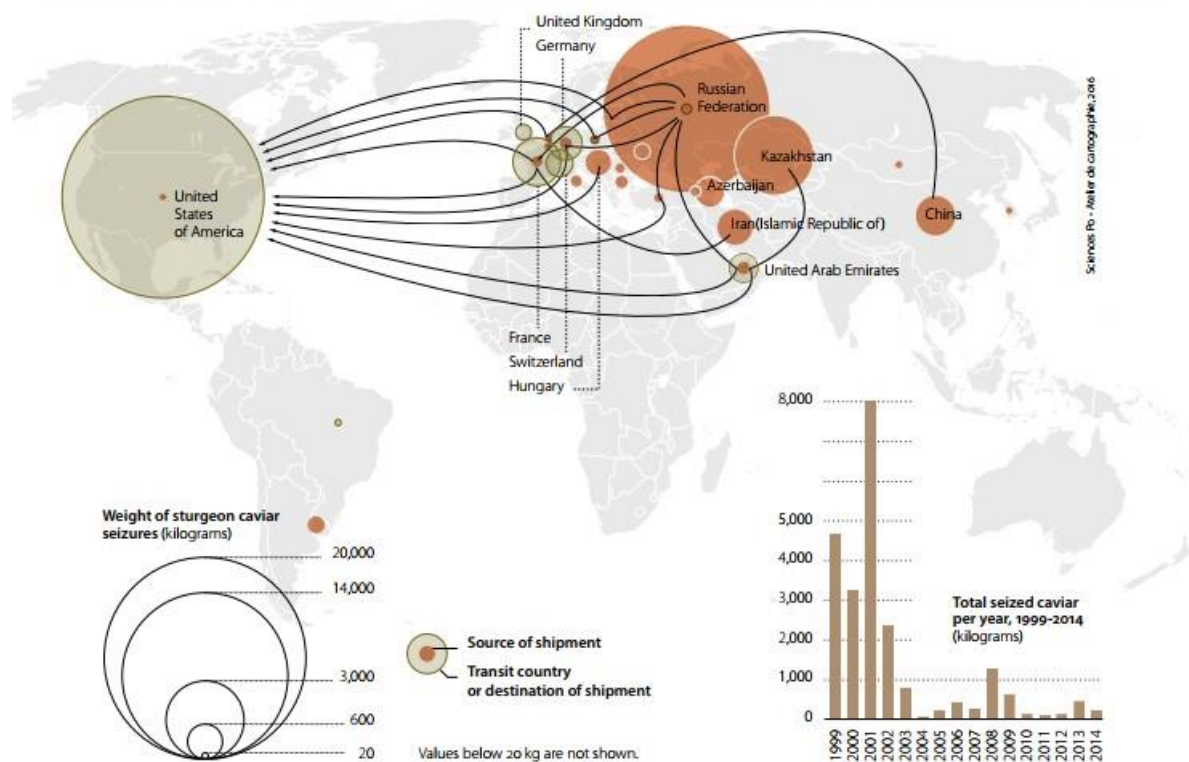 United Kingdom
Germany
Russian
Federation
Kazakhstan
Azerbaijan
Iran(Islamic Republic of)
China
United Arab Emirates
United
States
of America
France
Switzerland
Hungary
Sciences Po - Atelier de cartographie, 2016
Weight of sturgeon caviar
seizures (kilograms)
20,000
14,000
3,000
600
20
Source of shipment
Transit country
or destination of shipment
Values below 20 kg are not shown.
8,000
5,000
4,000
3,000
2,000
1,000
0
Total seized caviar
per year, 1999-2014
(kilograms)
1999
2000
2001
2002
2003
2004
2005
2006
2007
2008
2009
2010
2011
2012
2013
2014